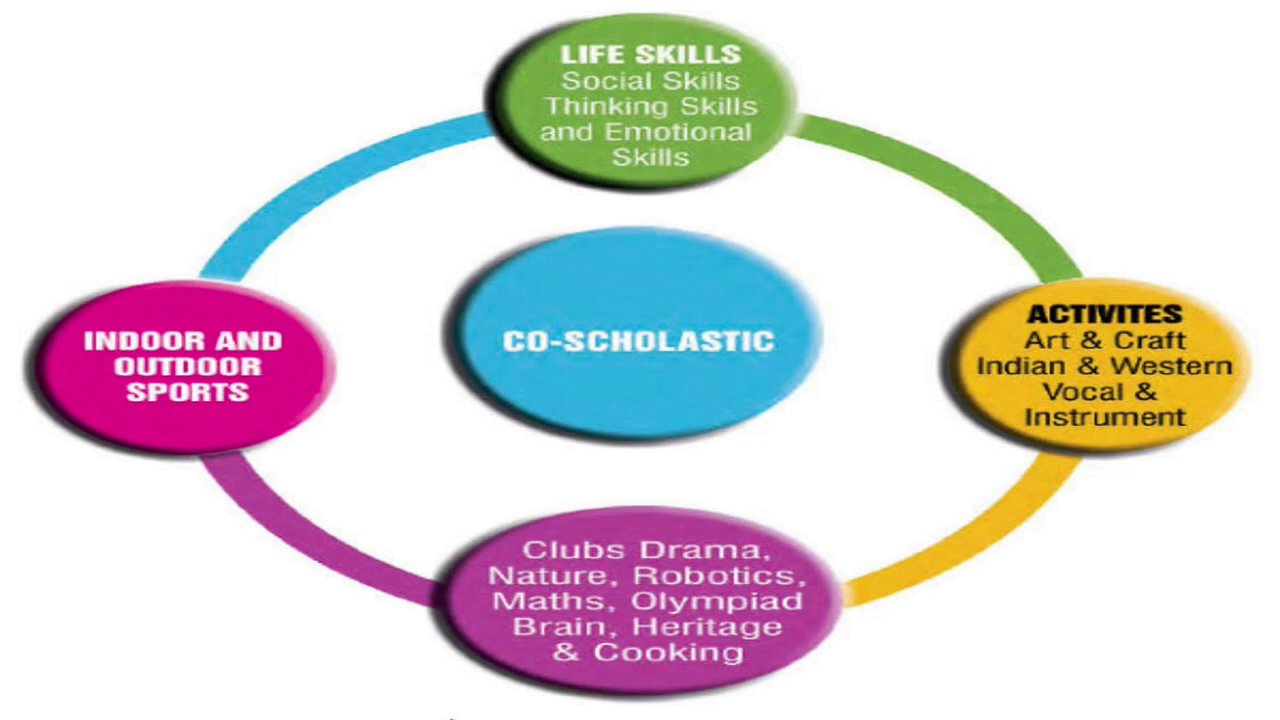 LIFE SKILLS
Social Skills
Thinking Skills
and Emotional
Skills
INDOOR AND
OUTDOOR
SPORTS
CO-SCHOLASTIC
ACTIVITES
Art & Craft
Indian & Western
Vocal &
Instrument
Clubs Drama,
Nature, Robotics,
Maths, Olympiad
Brain, Heritage
& Cooking